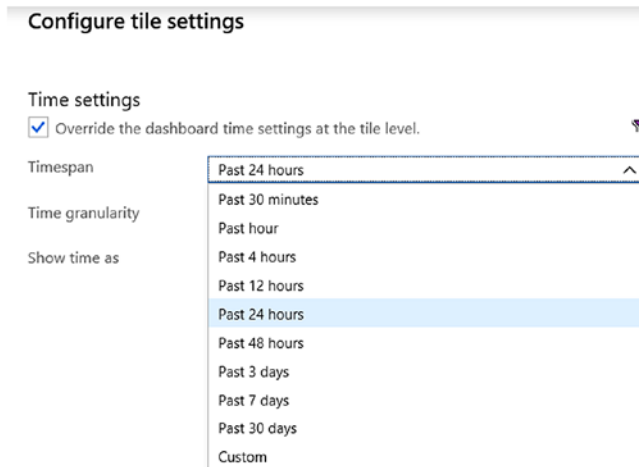 Configure tile settings
Time settings
Override the dashboard time settings at the tile level.
Timespan
Past 24 hours
Past 30 minutes
Time granularity
Past hour
Show time as
Past 4 hours
Past 12 hours
Past 24 hours
Past 48 hours
Past 3 days
Past 7 days
Past 30 days
Custom